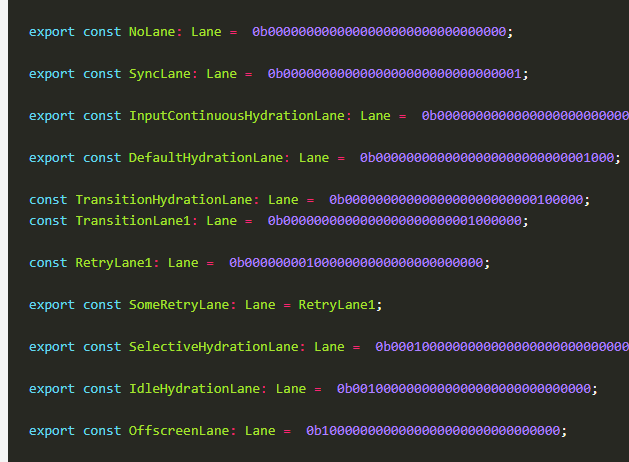 export const NoLane: Lane =  0b0000000000000000000000000000000;
export const SyncLane: Lane =  0b0000000000000000000000000000001;
export const InputContinuousHydrationLane: Lane =  0b0000000000000000000000000
export const DefaultHydrationLane: Lane =  0b0000000000000000000000000001000;
const TransitionHydrationLane: Lane =  0b0000000000000000000000000100000;
const TransitionLane1: Lane =  0b0000000000000000000000001000000;
const RetryLane1: Lane =  0b0000000010000000000000000000000;
export const SomeRetryLane: Lane = RetryLane1;
export const SelectiveHydrationLane: Lane =  0b0001000000000000000000000000000
export const IdleHydrationLane: Lane =  0b0010000000000000000000000000000;
export const OffscreenLane: Lane =  0b1000000000000000000000000000000;